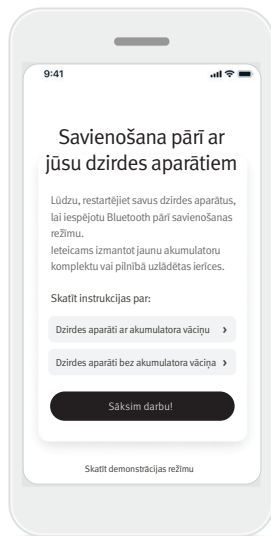 9:41
Savienošana pārī ar
jūsu dzirdes aparātiem
Lūdzu, restartējiet savus dzirdes aparātus,
lai iespējotu Bluetooth pārī savienošanas
režīmu.
Ieteicams izmantot jaunu akumulatoru
komplektu vai pilnībā uzlādētas ierīces.
Skatīt instrukcijas par:
Dzirdes aparāti ar akumulatora vāciņu
Dzirdes aparāti bez akumulatora vāciņa
Sāksim darbu!
Skatīt demonstrācijas režīmu